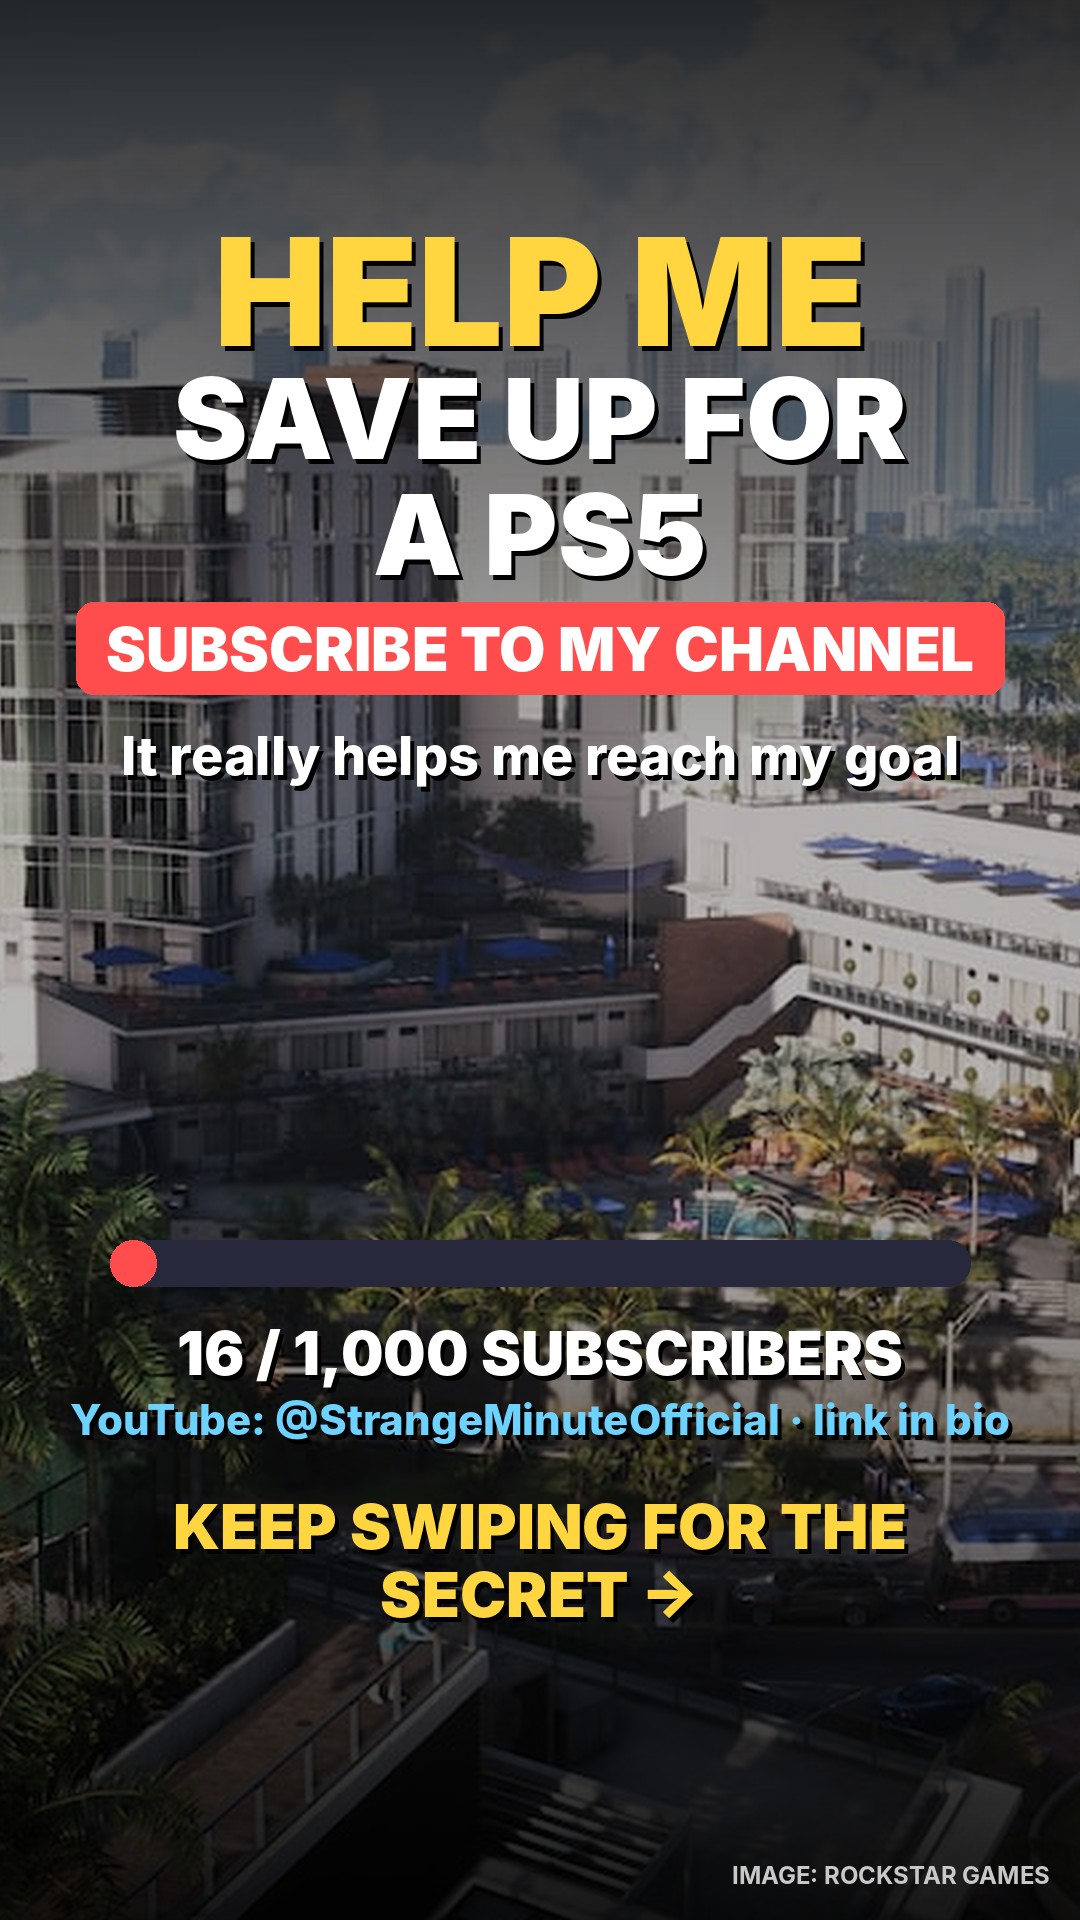 HELP ME
SAVE UP FOR
A PS5
SUBSCRIBE TO MY CHANNEL
It really helps me reach my goal
16 / 1,000 SUBSCRIBERS
YouTube: @StrangeMinuteOfficial · link in bio
KEEP SWIPING FOR THE
SECRET →
IMAGE: ROCKSTAR GAMES